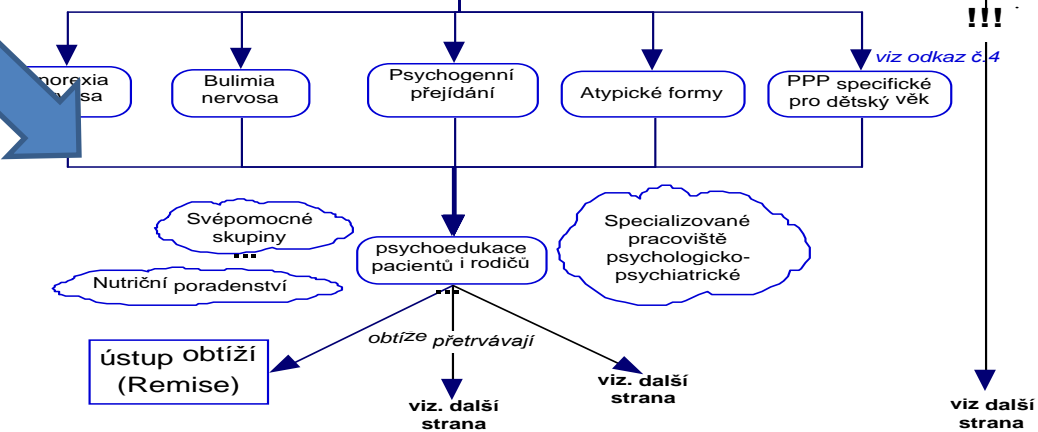 !!!
viz odkaz č.4
norexia
sa
Bulimia
nervosa
Psychogenní
přejídání
Atypické formy
PPP specifické
pro dětský věk
Svépomocné
skupiny
...
Nutriční poradenství
psychoedukace
pacientů i rodičů
...
Specializované
pracoviště
psychologicko-
psychiatrické
obtíže přetrvávají
ústup obtíží
(Remise)
viz. další
strana
viz. další
strana
viz další
strana